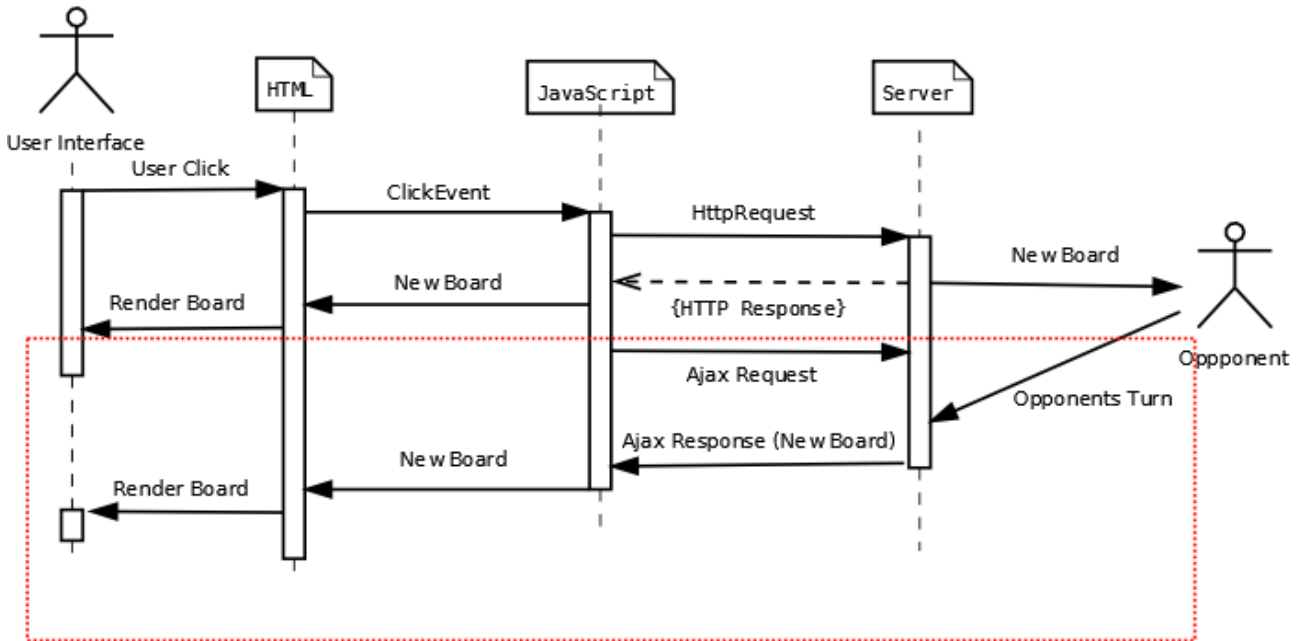 HTML
JavaScript
Server
User Interface
User Click
ClickEvent
HttpRequest
New Board
New Board
Render Board
{HTTP Response}
Oppponent
Ajax Request
Opponents Turn
Ajax Response (New Board)
New Board
Render Board